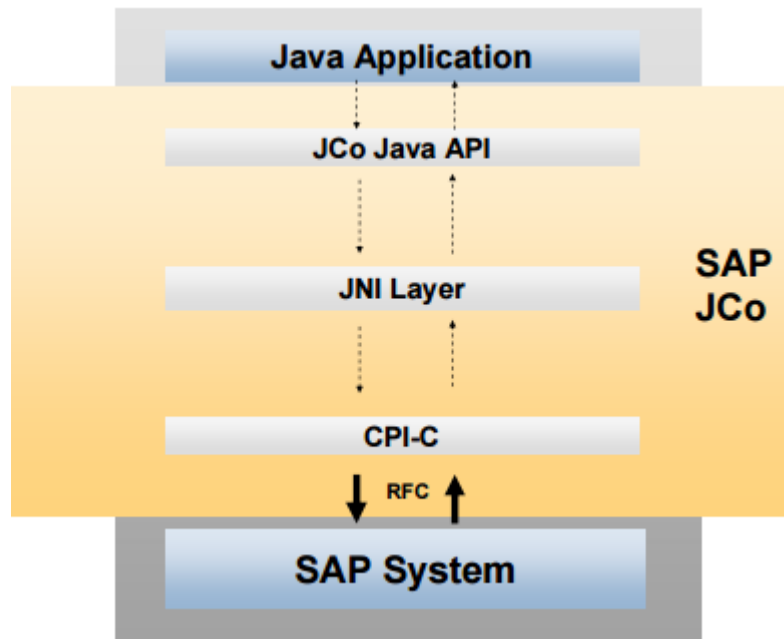 Java Application
JCo Java API
JNI Layer
SAP
JCo
CPI-C
RFC
SAP System